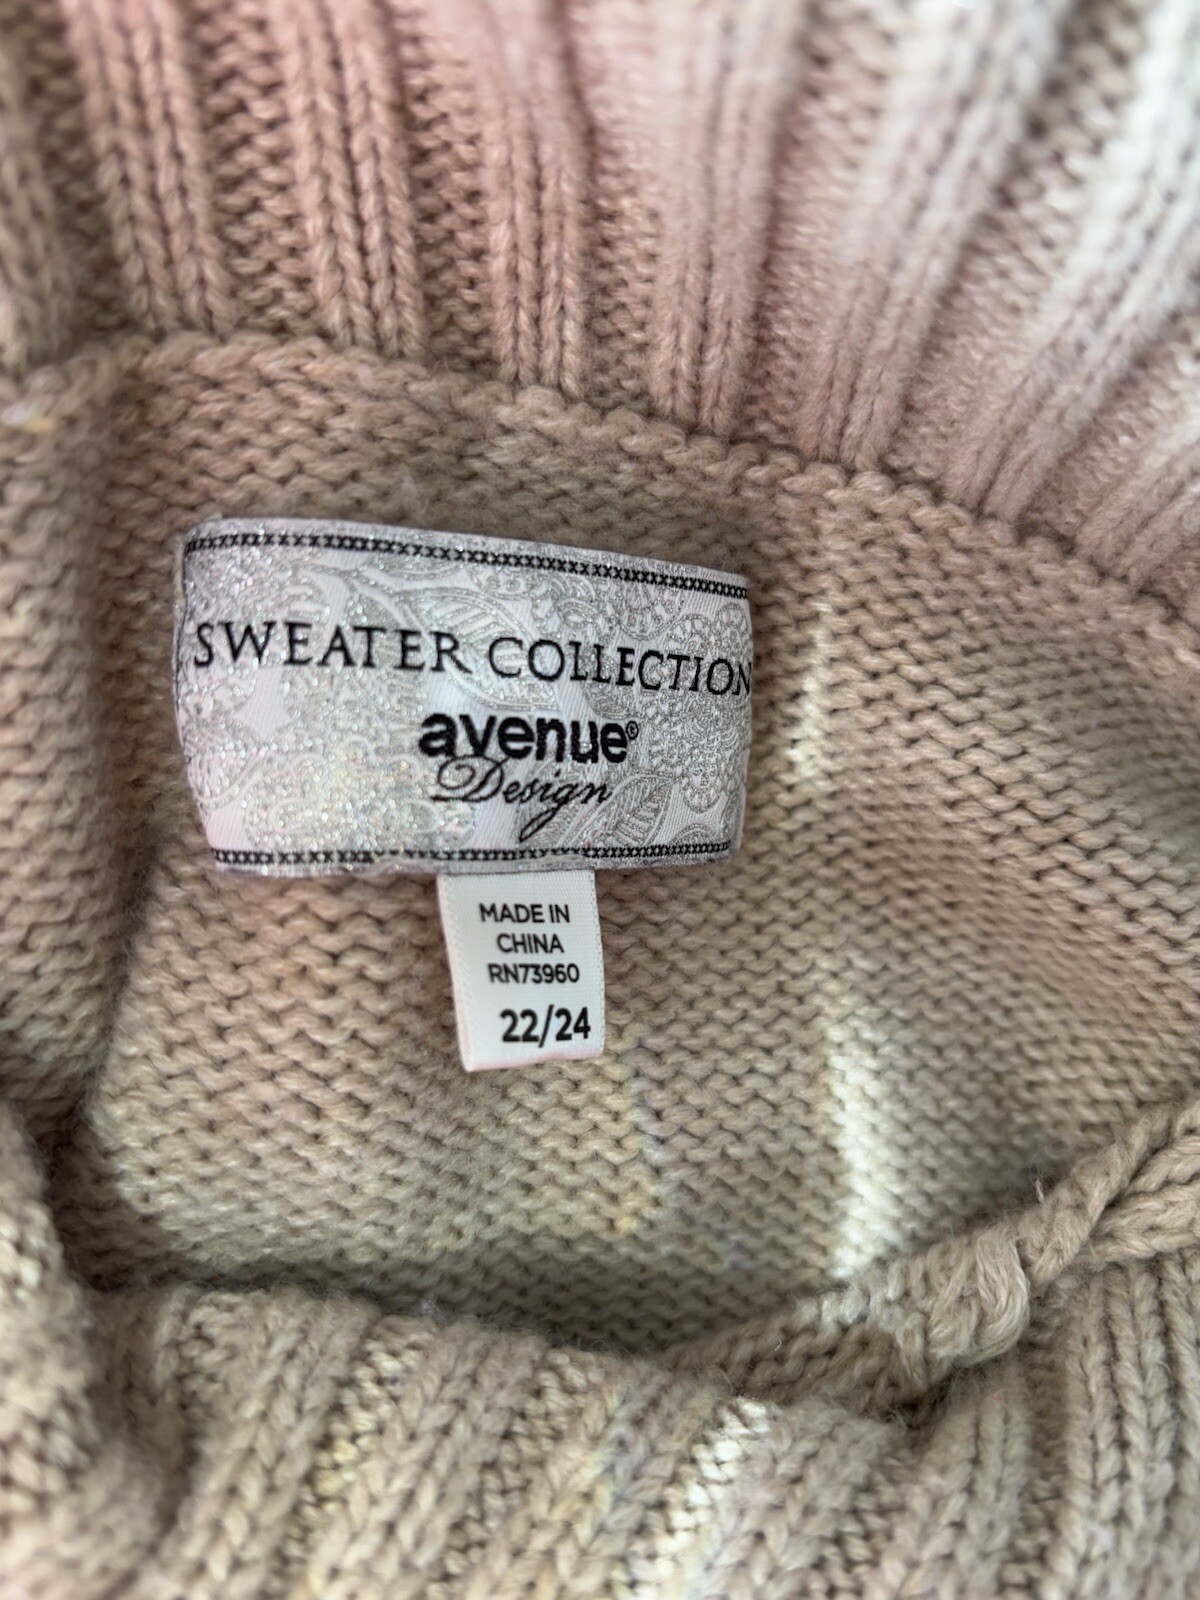 SWEATER COLLECTION
avenue®
Design
MADE IN
CHINA
RN73960
22/24